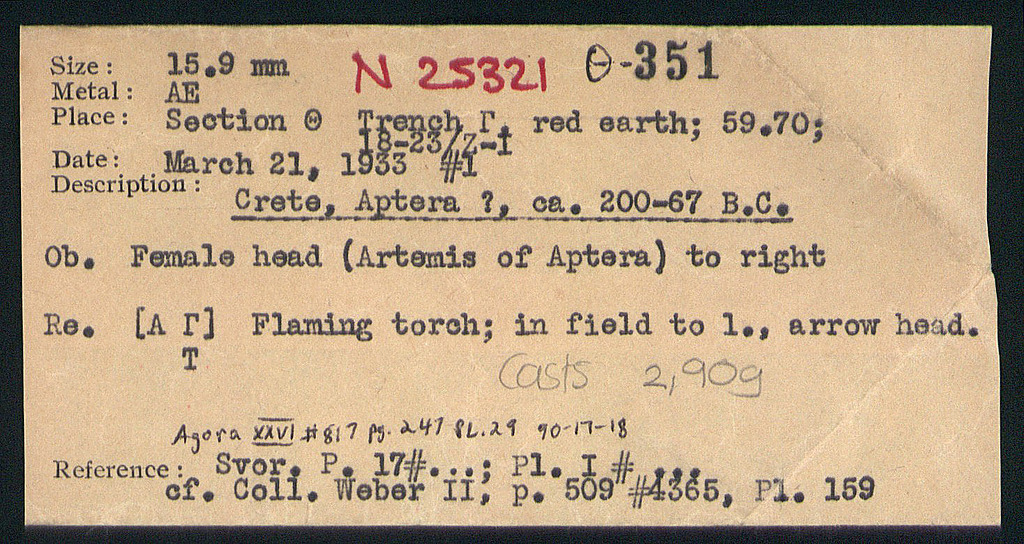 Size: 15.9 mm N 25321 Θ-351
Metal: AE
Place: Section Θ Trench Γ, red earth; 59.70;
18-23/Z-I
Date: March 21, 1933 #1
Description:
Crete, Aptera ?, ca. 200-67 B.C.
Ob. Female head (Artemis of Aptera) to right
Re. [A Γ] Flaming torch; in field to l., arrow head.
T
Casts 2,90g
Agora XXVI #817 pg. 247 PL.29 90-17-18
Reference: Svor. P. 17#...; Pl. I # ...
cf. Coll. Weber II, p. 509 #4365, Pl. 159